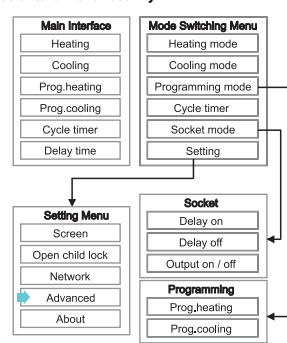 Main Interface
Heating
Cooling
Prog.heating
Prog.cooling
Cycle timer
Delay time
Mode Switching Menu
Heating mode
Cooling mode
Programming mode
Cycle timer
Socket mode
Setting
Setting Menu
Screen
Open child lock
Network
Advanced
About
Socket
Delay on
Delay off
Output on / off
Programming
Prog.heating
Prog.cooling